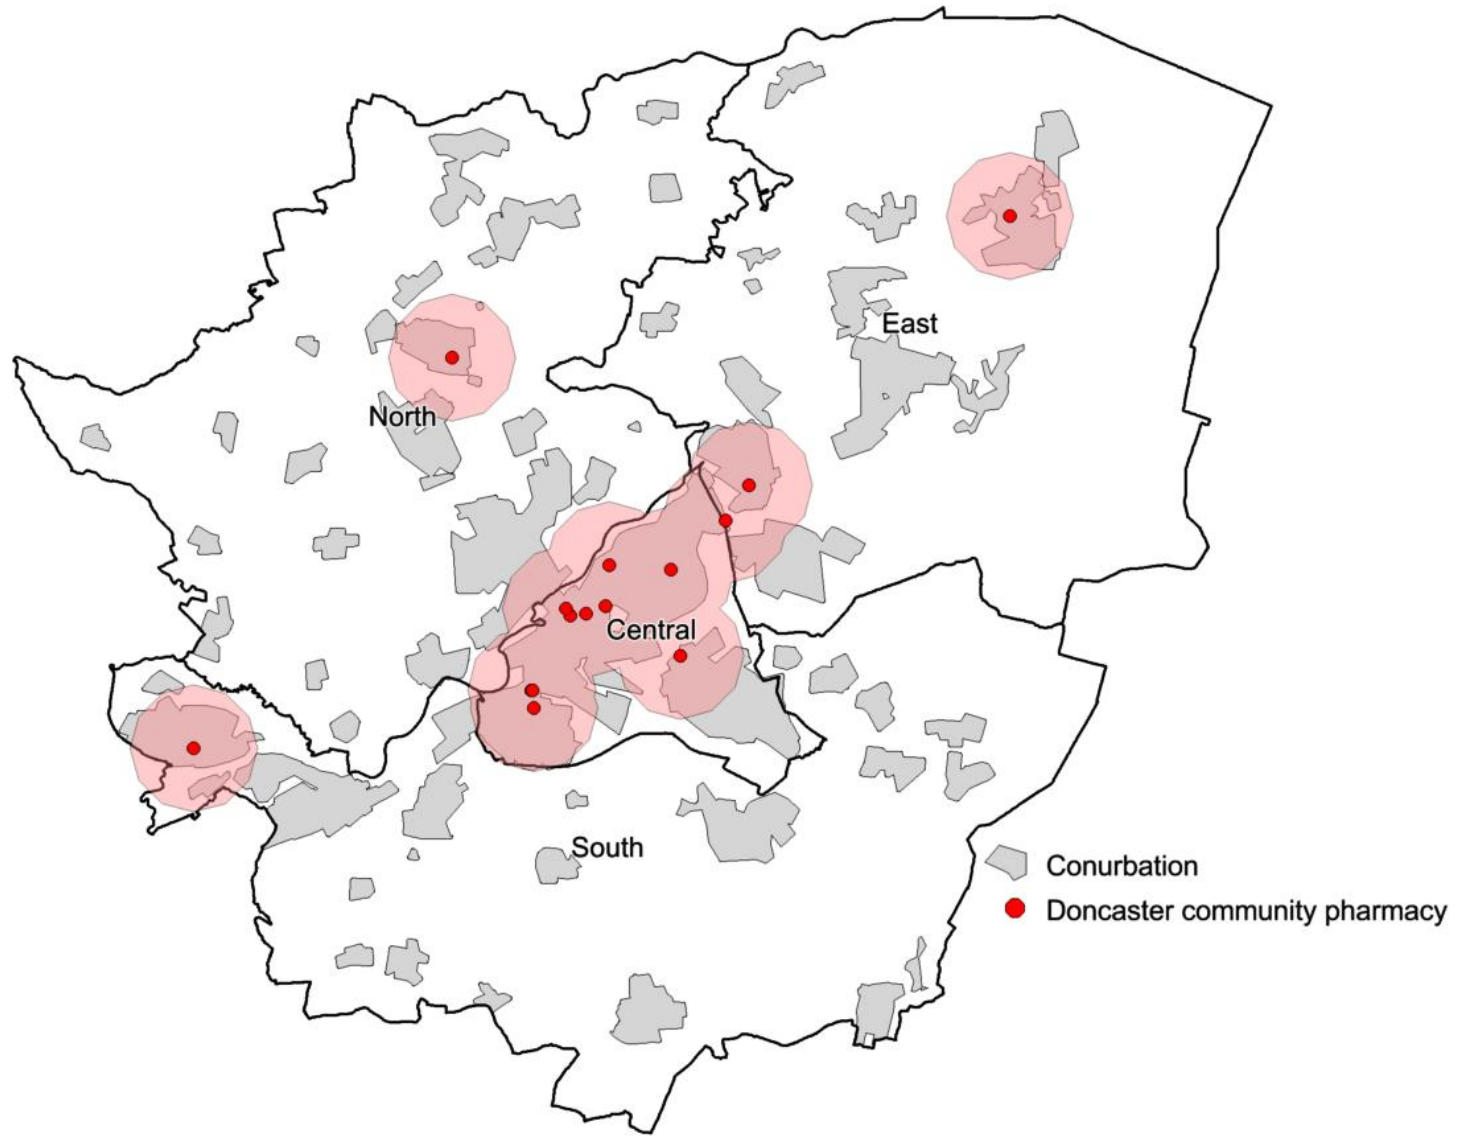 East
North
Central
South
Conurbation
Doncaster community pharmacy